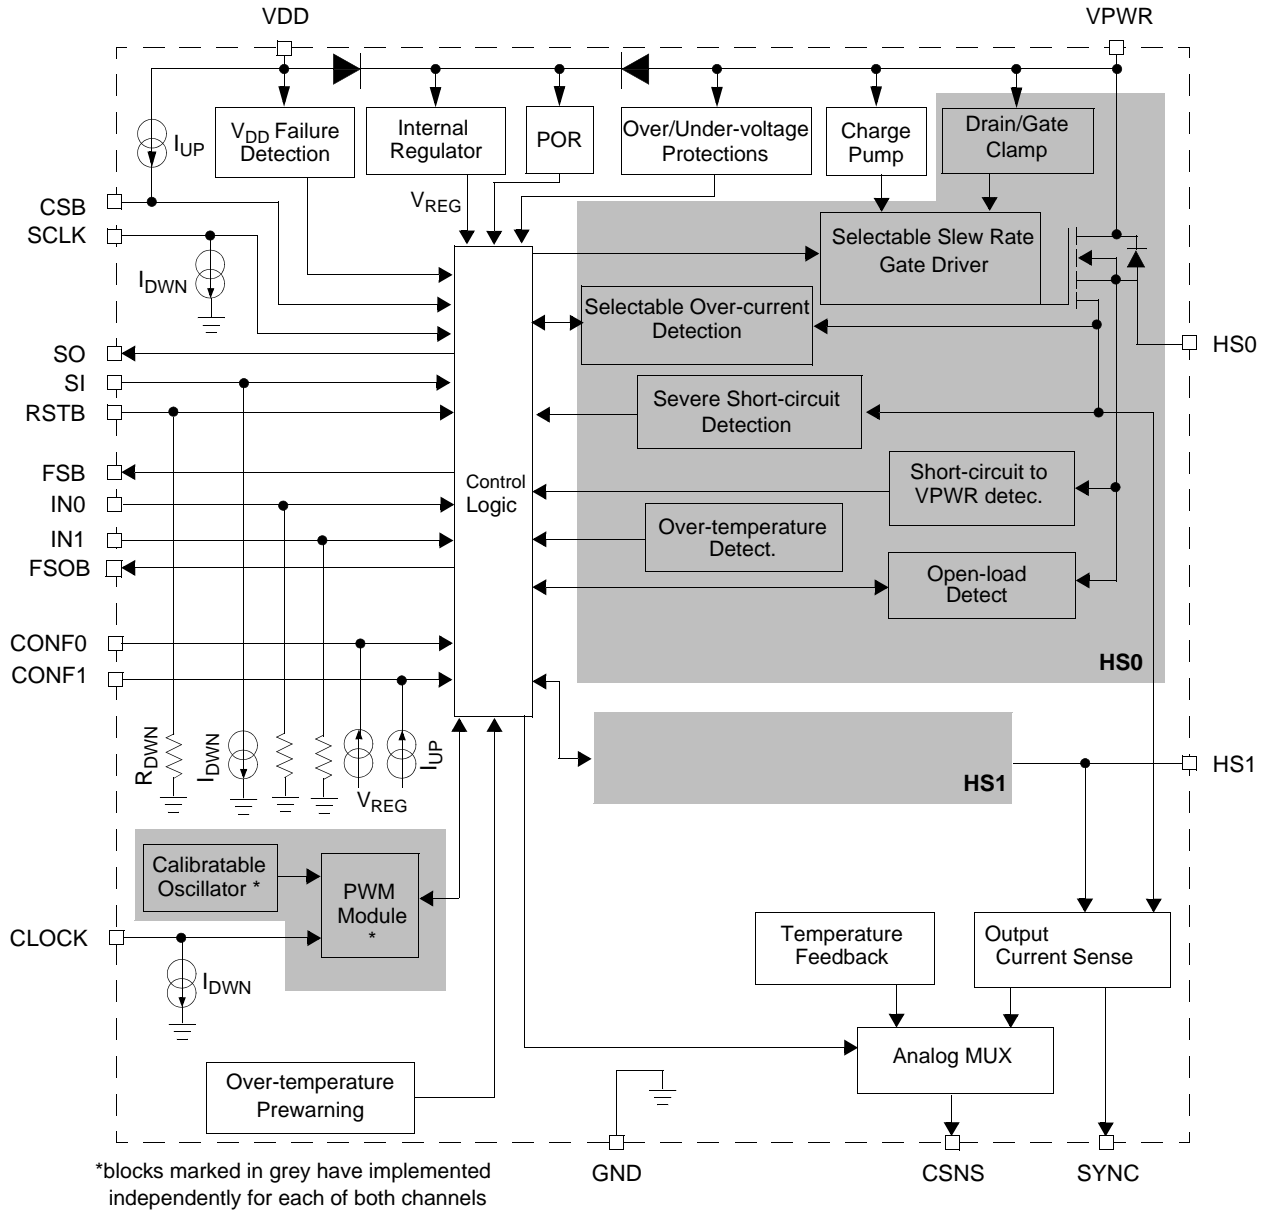 VDD
VPWR
IUP
VDD Failure
Detection
Internal
Regulator
POR
Over/Under-voltage
Protections
Charge
Pump
Drain/Gate
Clamp
VREG
CSB
SCLK
IDWN
Selectable Slew Rate
Gate Driver
Selectable Over-current
Detection
SO
SI
RSTB
HS0
Severe Short-circuit
Detection
FSB
IN0
IN1
FSOB
Control
Logic
Short-circuit to
VPWR detec.
Over-temperature
Detect.
Open-load
Detect
CONF0
CONF1
HS0
RDWN
IDWN
VREG
IUP
HS1
HS1
Calibratable
Oscillator *
PWM
Module
*
CLOCK
IDWN
Temperature
Feedback
Output
Current Sense
Analog MUX
Over-temperature
Prewarning
GND
CSNS
SYNC
*blocks marked in grey have implemented
independently for each of both channels